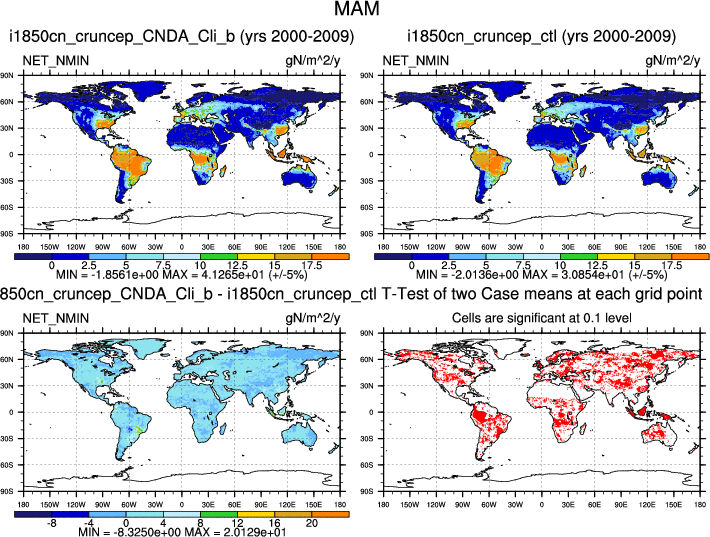 MAM
i1850cn_cruncep_CNDA_Cli_b (yrs 2000-2009)
i1850cn_cruncep_ctl (yrs 2000-2009)
NET_NMIN gN/m^2/y
NET_NMIN gN/m^2/y
90N
60N
30N
0
30S
60S
90S
180 150W 120W 90W 60W 30W 0 30E 60E 90E 120E 150E 180
0 2.5 5 7.5 10 12.5 15 17.5
MIN = -1.8561e+00 MAX = 4.1265e+01 (+/-5%)
90N
60N
30N
0
30S
60S
90S
180 150W 120W 90W 60W 30W 0 30E 60E 90E 120E 150E 180
0 2.5 5 7.5 10 12.5 15 17.5
MIN = -2.0136e+00 MAX = 3.0854e+01 (+/-5%)
850cn_cruncep_CNDA_Cli_b - i1850cn_cruncep_ctl T-Test of two Case means at each grid point
NET_NMIN gN/m^2/y
Cells are significant at 0.1 level
90N
60N
30N
0
30S
60S
90S
180 150W 120W 90W 60W 30W 0 30E 60E 90E 120E 150E 180
-8 -4 0 4 8 12 16 20
MIN = -8.3250e+00 MAX = 2.0129e+01
90N
60N
30N
0
30S
60S
90S
180 150W 120W 90W 60W 30W 0 30E 60E 90E 120E 150E 180